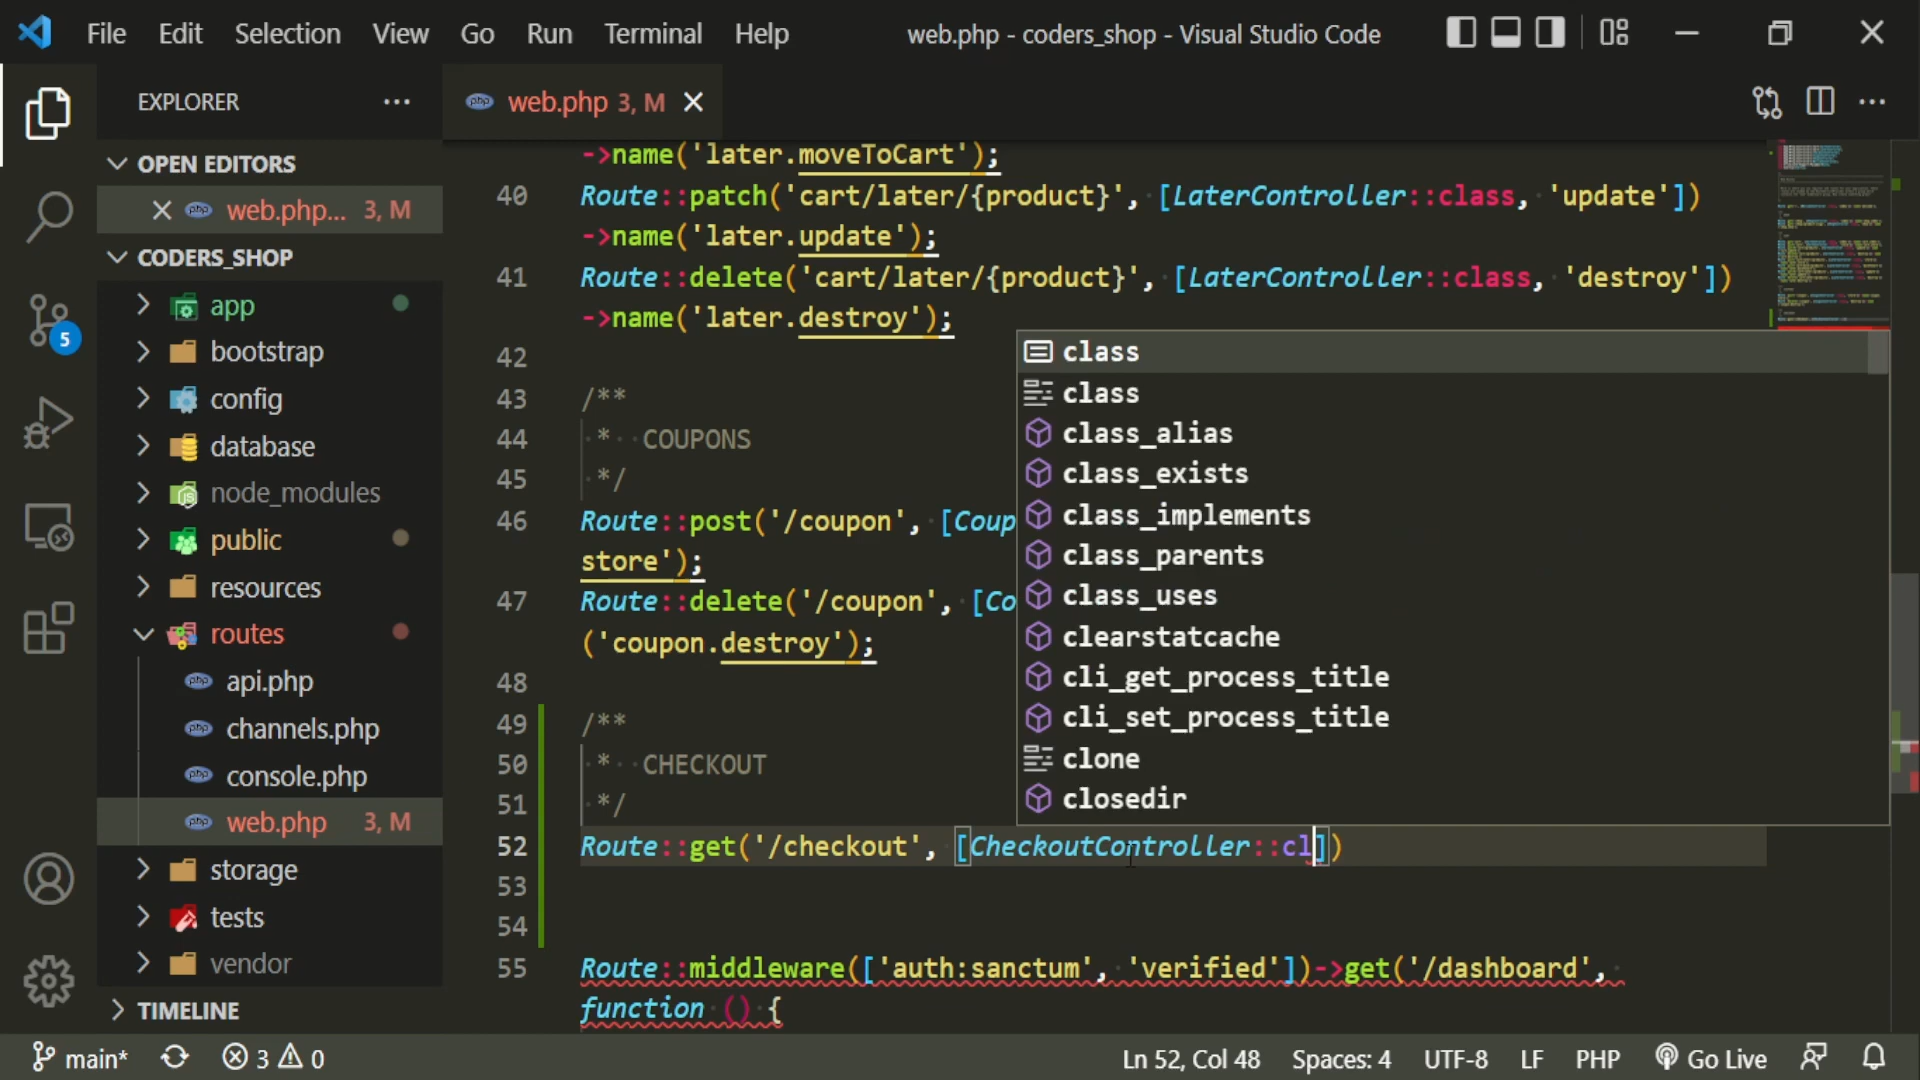 File Edit Selection View Go Run Terminal Help web.php - coders_shop - Visual Studio Code
EXPLORER
OPEN EDITORS
web.php... 3, M
CODERS_SHOP
app
bootstrap
config
database
node_modules
public
resources
routes
api.php
channels.php
console.php
web.php 3, M
storage
tests
vendor
TIMELINE
5
web.php 3, M
->name('later.moveToCart');
40 Route::patch('cart/later/{product}', [LaterController::class, 'update'])
->name('later.update');
41 Route::delete('cart/later/{product}', [LaterController::class, 'destroy'])
->name('later.destroy');
42
43 /**
44 * COUPONS
45 */
46 Route::post('/coupon', [Coup
store');
47 Route::delete('/coupon', [Co
('coupon.destroy');
48
49 /**
50 * CHECKOUT
51 */
52 Route::get('/checkout', [CheckoutController::cl])
53
54
55 Route::middleware(['auth:sanctum', 'verified'])->get('/dashboard',
function () {
class
class
class_alias
class_exists
class_implements
class_parents
class_uses
clearstatcache
cli_get_process_title
cli_set_process_title
clone
closedir
main* 3 0 Ln 52, Col 48 Spaces: 4 UTF-8 LF PHP Go Live